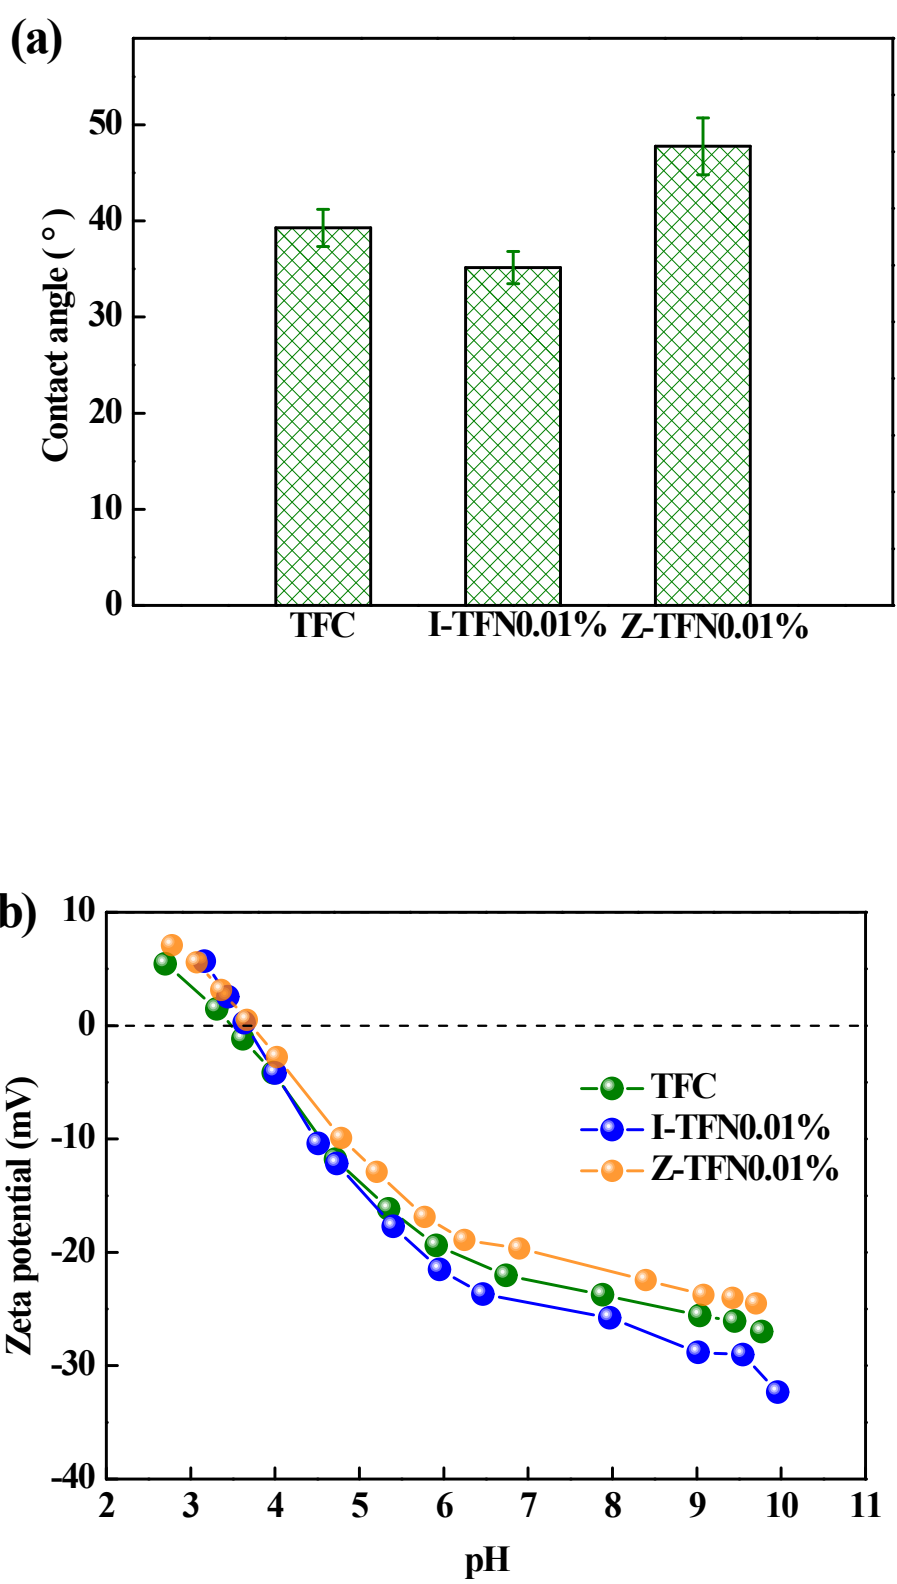 (a)
50
40
30
20
10
0
Contact angle ( ° )
TFC
I-TFN0.01%
Z-TFN0.01%
b)
10
0
-10
-20
-30
-40
Zeta potential (mV)
TFC
I-TFN0.01%
Z-TFN0.01%
2 3 4 5 6 7 8 9 10 11
pH